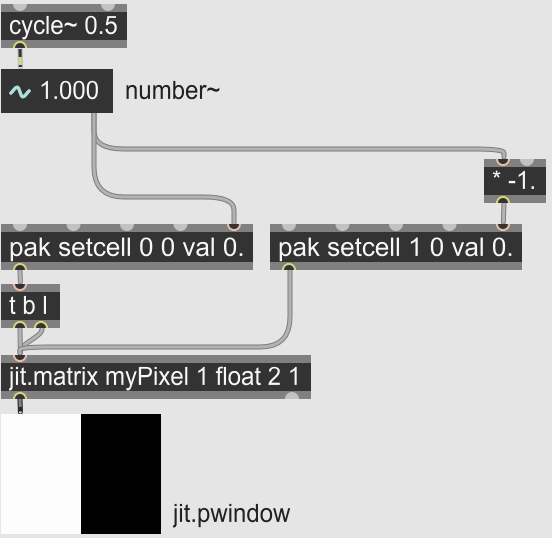 cycle~ 0.5
1.000
number~
* -1.
pak setcell 0 0 val 0.
pak setcell 1 0 val 0.
t b l
jit.matrix myPixel 1 float 2 1
jit.pwindow